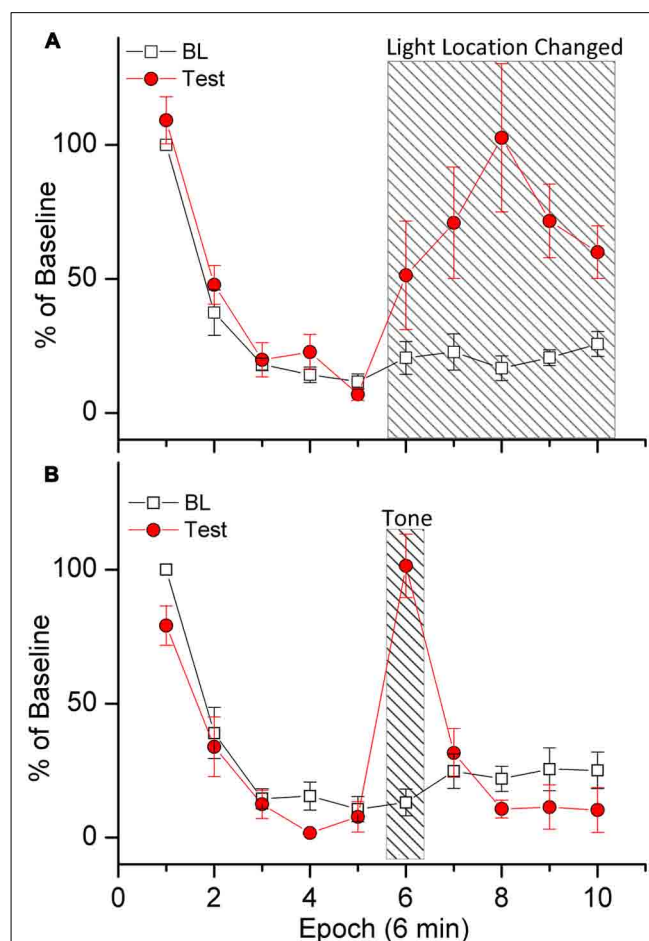 A
BL
Test
Light Location Changed
100
50
0
% of Baseline
B
BL
Test
Tone
100
50
0
% of Baseline
0 2 4 6 8 10
Epoch (6 min)